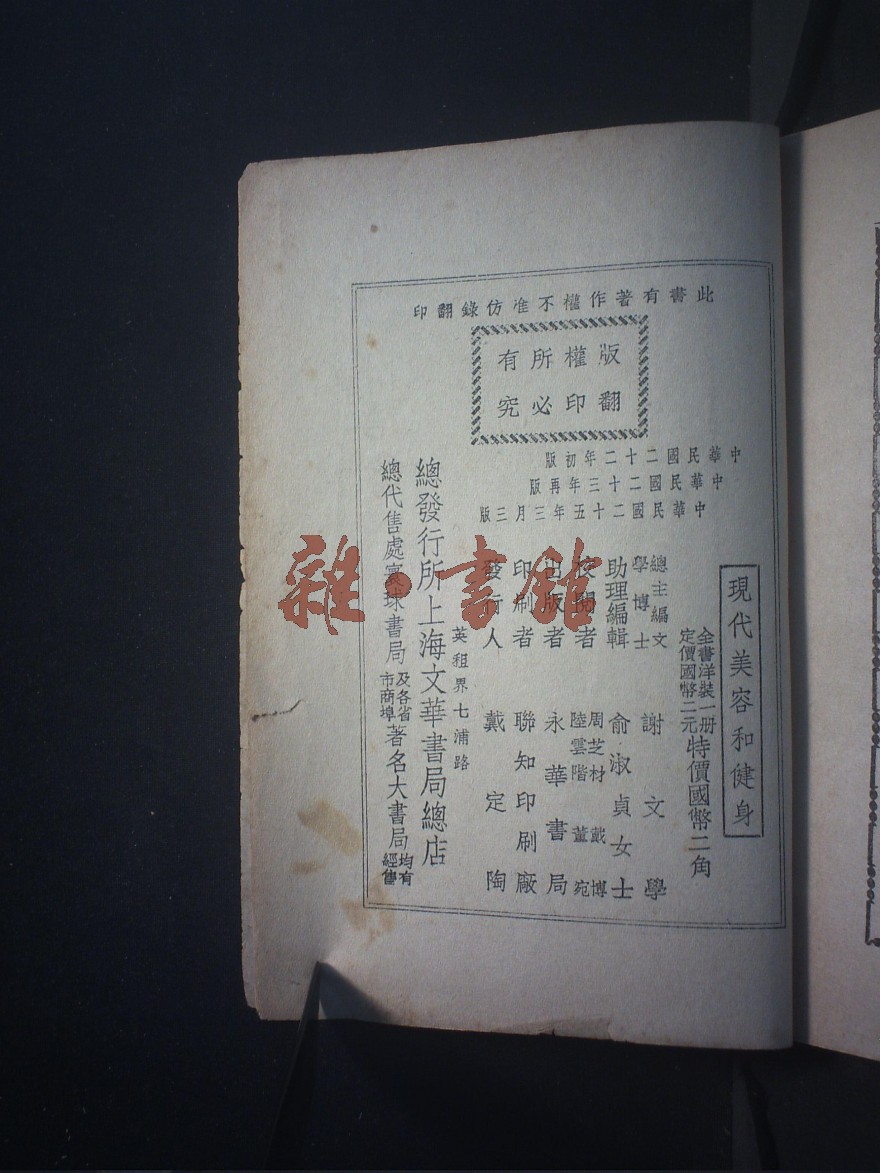 此書有著作權不准仿錄翻印
版權所有
翻印必究
中華民國二十二年初版
中華民國二十三年再版
中華民國二十五年三月三版
現代美容和健身
全書洋裝一册
定價國幣二元
特價國幣二角
總主編文學博士 謝文學
助理編輯 俞淑貞女士
校閱者 周芝材 戴博 陸雲階 董宛
出版者 永華書局
印刷者 聯知印刷廠
發行人 戴定陶
英租界七浦路
總發行所上海文華書局總店
總代售處寰球書局及各省市商埠著名大書局均有經售
雜·書館